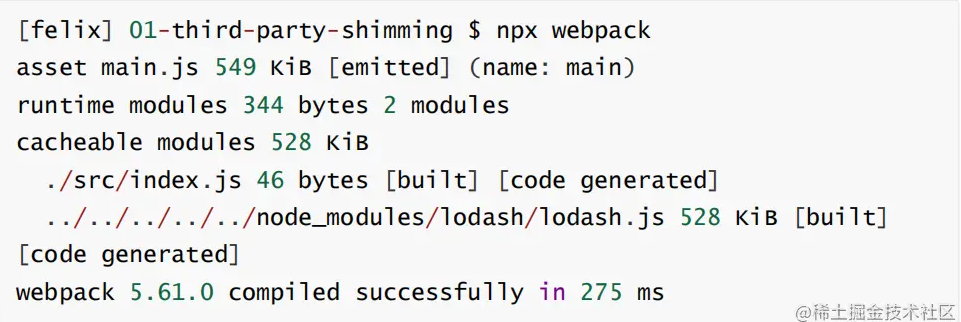 [felix] 01-third-party-shimming $ npx webpack
asset main.js 549 KiB [emitted] (name: main)
runtime modules 344 bytes 2 modules
cacheable modules 528 KiB
  ./src/index.js 46 bytes [built] [code generated]
  ../../../../../node_modules/lodash/lodash.js 528 KiB [built]
[code generated]
webpack 5.61.0 compiled successfully in 275 ms
@稀土掘金技术社区